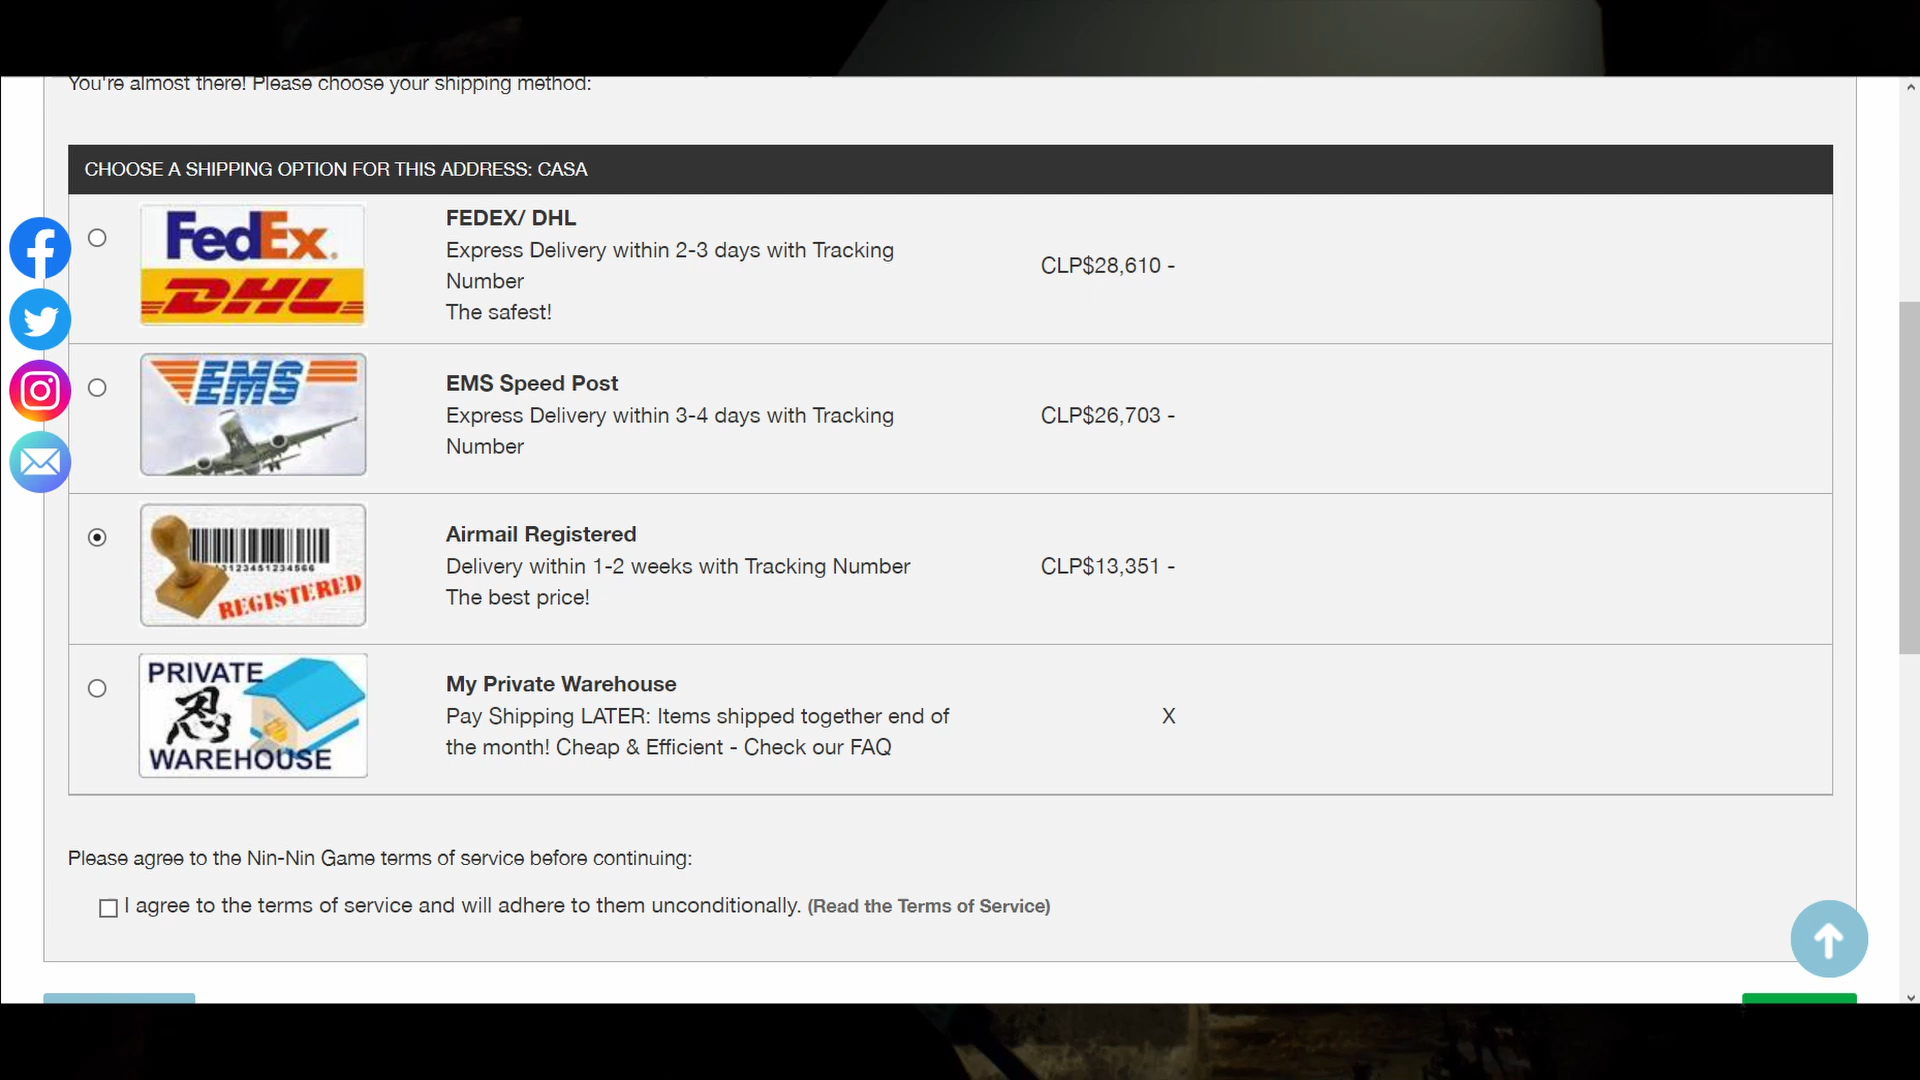 You're almost there! Please choose your shipping method:
CHOOSE A SHIPPING OPTION FOR THIS ADDRESS: CASA
FedEx.
DHL
FEDEX/ DHL
Express Delivery within 2-3 days with Tracking
Number
The safest!
CLP$28,610 -
EMS
EMS Speed Post
Express Delivery within 3-4 days with Tracking
Number
CLP$26,703 -
REGISTERED
Airmail Registered
Delivery within 1-2 weeks with Tracking Number
The best price!
CLP$13,351 -
PRIVATE
忍
WAREHOUSE
My Private Warehouse
Pay Shipping LATER: Items shipped together end of
the month! Cheap & Efficient - Check our FAQ
X
Please agree to the Nin-Nin Game terms of service before continuing:
I agree to the terms of service and will adhere to them unconditionally. (Read the Terms of Service)